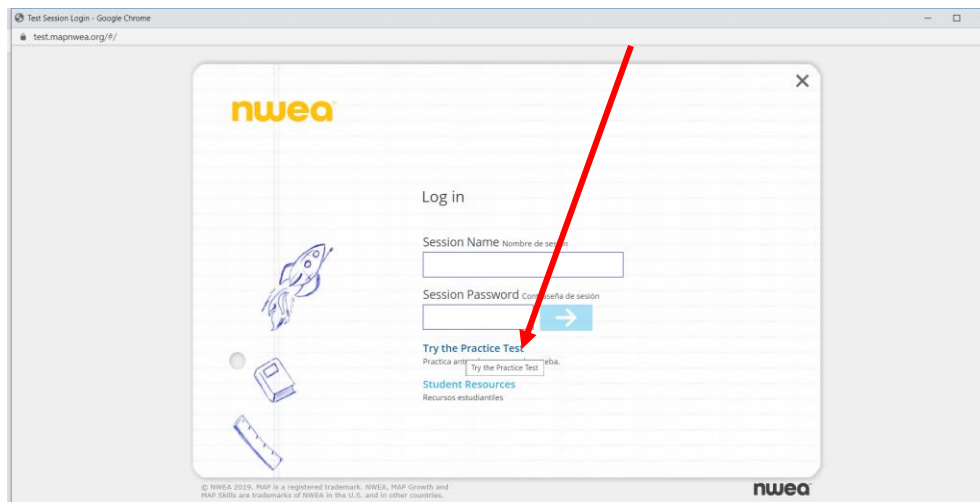 Test Session Login - Google Chrome
test.mapnwea.org/#/
nwea
Log in
Session Name Nombre de sesión
Session Password Contraseña de sesión
Try the Practice Test
Practica
Try the Practice Test
Student Resources
Recursos estudiantiles
© NWEA 2019. MAP is a registered trademark. NWEA, MAP Growth and
MAP Skills are trademarks of NWEA in the U.S. and in other countries.
nwea